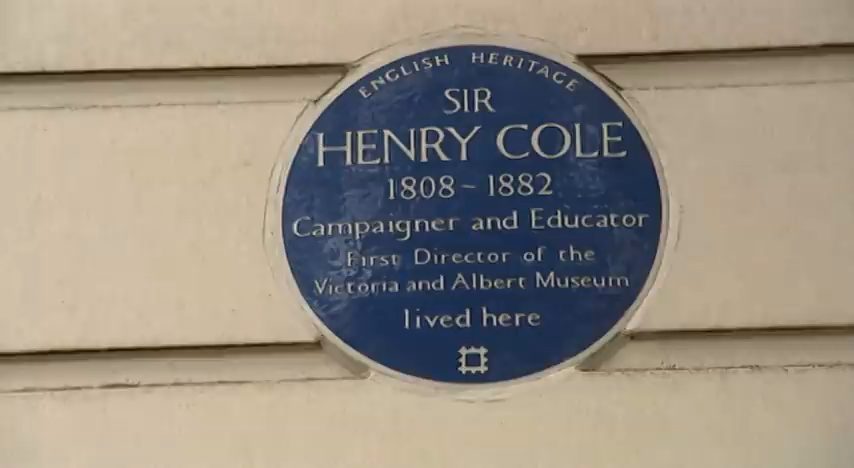 ENGLISH HERITAGE
SIR
HENRY COLE
1808-1882
Campaigner and Educator
First Director of the
Victoria and Albert Museum
lived here